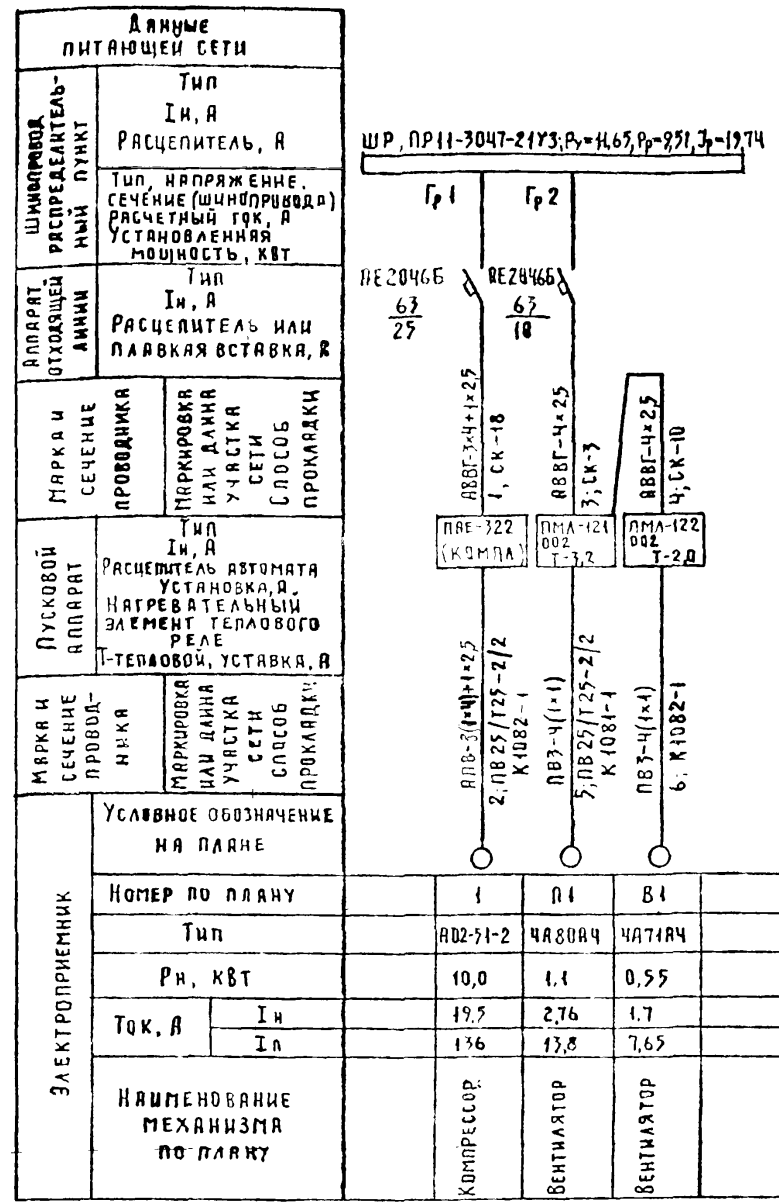 Данные
питающей сети
Шинопровод
распределитель-
ный пункт
Тип
Iн, А
Расцепитель, А
Тип, напряжение,
сечение (шинопровода)
Расчетный ток, А
Установленная
мощность, кВт
Аппарат
отходящей
линии
Тип
Iн, А
Расцепитель или
плавкая вставка, А
Марка и
сечение
проводника
Маркировка
или длина
участка
сети
Способ
прокладки
Пусковой
аппарат
Тип
Iн, А
Расцепитель автомата
Установка, А.
Нагревательный
элемент теплового
реле
Т-тепловой, уставка, А
Марка и
сечение
провод-
ника
Маркировка
или длина
участка
сети
Способ
прокладки
Электроприемник
Условное обозначение
на плане
Номер по плану
Тип
Рн, кВт
Ток, А
Iн
Iп
Наименование
механизма
по плану
ШР, ПР11-3047-21У3; Ру=11,65, Рр=9,51, Jр=19,74
Гр 1
Гр 2
АЕ2046Б
63
25
АЕ2046Б
63
10
АВВГ-3×4+1×2,5
1, СК-18
АВВГ-4×2,5
3; СК-3
АВВГ-4×2,5
4; СК-10
ПАЕ-322
(КОМПЛ)
ПМЛ-121
002
Т-3,2
ПМЛ-122
002
Т-2,0
АПВ-3(1×4)+1×2,5
2; ПВ25/Т25-2/2
К1082-1
ПВ3-4(1×1)
5; ПВ25/Т25-2/2
К1081-1
ПВ3-4(1×1)
6; К1082-1
1
П1
В1
АО2-51-2
4А80А4
4А71А4
10,0
1,1
0,55
19,5
2,76
1.7
136
13,8
7,65
Компрессор
Вентилятор
Вентилятор